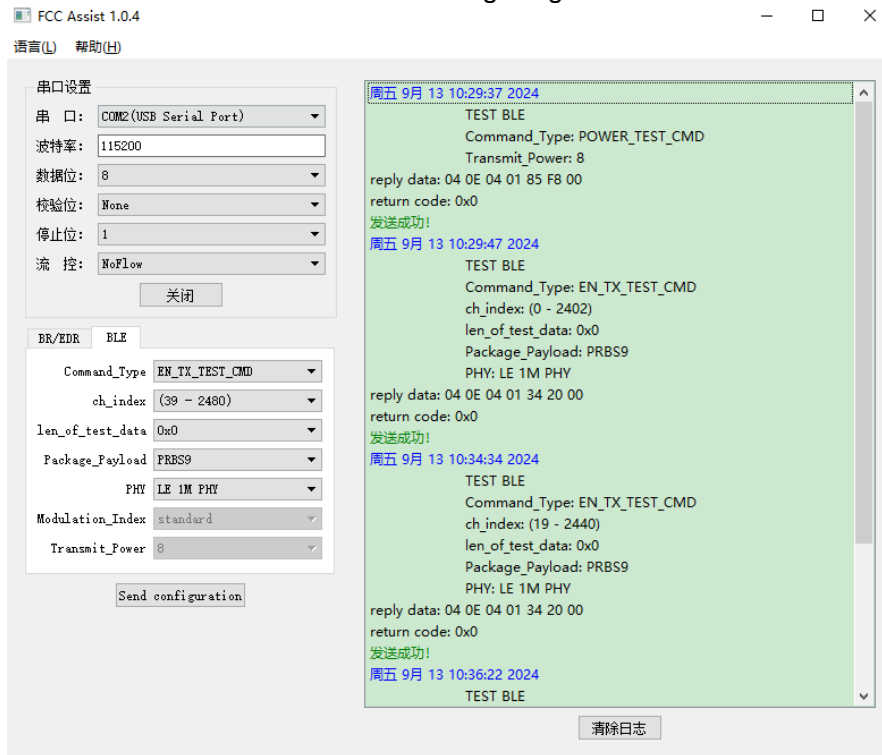 FCC Assist 1.0.4
语言(L) 帮助(H)
串口设置
串 口: COM2(USB Serial Port)
波特率: 115200
数据位: 8
校验位: None
停止位: 1
流 控: NoFlow
关闭
BR/EDR BLE
Command_Type EN_TX_TEST_CMD
ch_index (39 - 2480)
len_of_test_data 0x0
Package_Payload PRBS9
PHY LE 1M PHY
Modulation_Index standard
Transmit_Power 8
Send configuration
周五 9月 13 10:29:37 2024
TEST BLE
Command_Type: POWER_TEST_CMD
Transmit_Power: 8
reply data: 04 0E 04 01 85 F8 00
return code: 0x0
发送成功!
周五 9月 13 10:29:47 2024
TEST BLE
Command_Type: EN_TX_TEST_CMD
ch_index: (0 - 2402)
len_of_test_data: 0x0
Package_Payload: PRBS9
PHY: LE 1M PHY
reply data: 04 0E 04 01 34 20 00
return code: 0x0
发送成功!
周五 9月 13 10:34:34 2024
TEST BLE
Command_Type: EN_TX_TEST_CMD
ch_index: (19 - 2440)
len_of_test_data: 0x0
Package_Payload: PRBS9
PHY: LE 1M PHY
reply data: 04 0E 04 01 34 20 00
return code: 0x0
发送成功!
周五 9月 13 10:36:22 2024
TEST BLE
清除日志